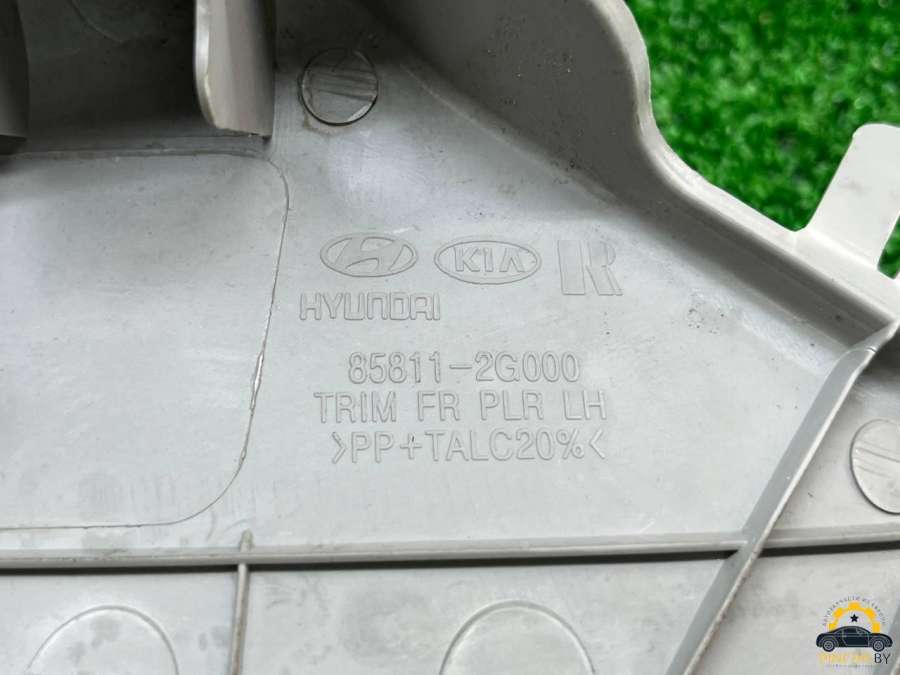 KIA R
HYUNDAI
85811-2G000
TRIM FR PLR LH
>PP+TALC20%<